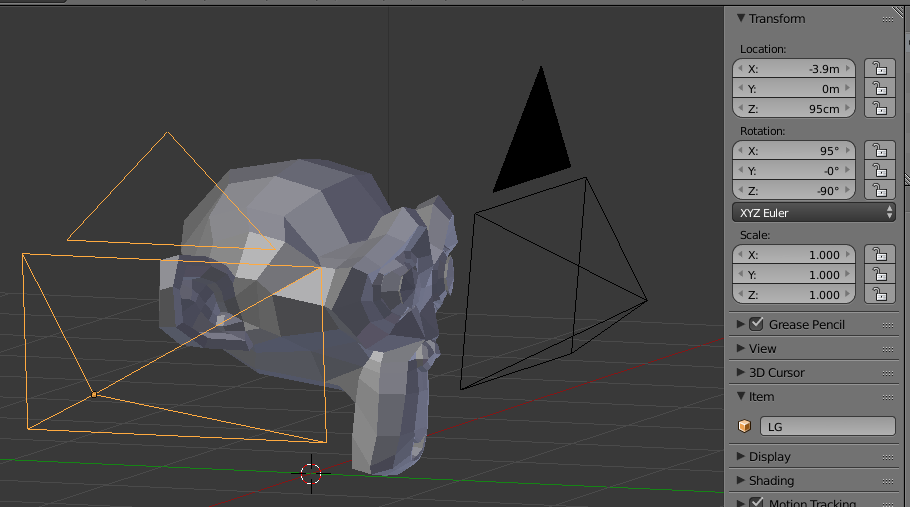 Transform
Location:
X: -3.9m
Y: 0m
Z: 95cm
Rotation:
X: 95°
Y: -0°
Z: -90°
XYZ Euler
Scale:
X: 1.000
Y: 1.000
Z: 1.000
Grease Pencil
View
3D Cursor
Item
LG
Display
Shading
Motion Tracking